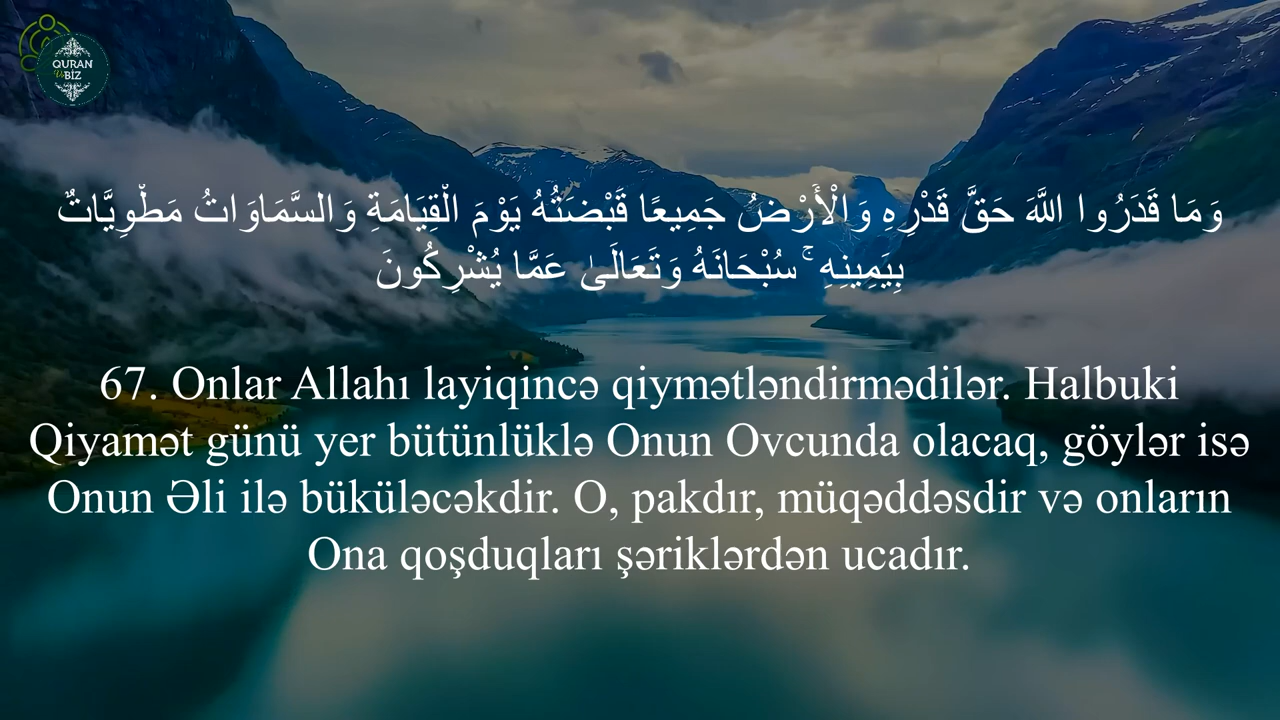 QURAN
Və
BİZ
وَمَا قَدَرُوا اللَّهَ حَقَّ قَدْرِهِ وَالْأَرْضُ جَمِيعًا قَبْضَتُهُ يَوْمَ الْقِيَامَةِ وَالسَّمَاوَاتُ مَطْوِيَّاتٌ
بِيَمِينِهِ ۚ سُبْحَانَهُ وَتَعَالَىٰ عَمَّا يُشْرِكُونَ
67. Onlar Allahı layiqincə qiymətləndirmədilər. Halbuki
Qiyamət günü yer bütünlüklə Onun Ovcunda olacaq, göylər isə
Onun Əli ilə büküləcəkdir. O, pakdır, müqəddəsdir və onların
Ona qoşduqları şəriklərdən ucadır.